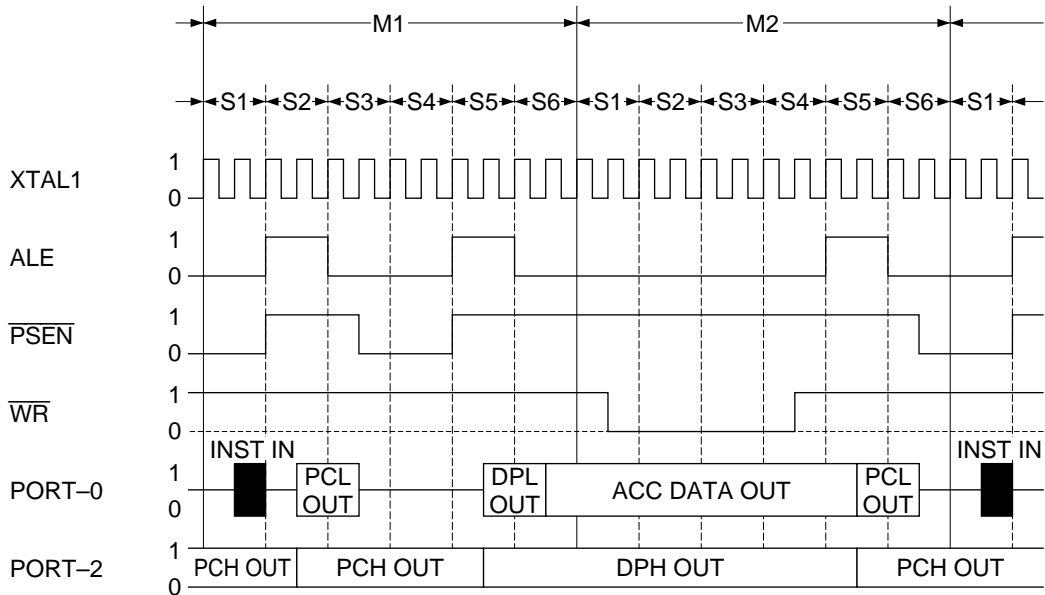 M1 M2
S1 S2 S3 S4 S5 S6 S1 S2 S3 S4 S5 S6 S1
XTAL1 1
0
ALE 1
0
PSEN 1
0
WR 1
0
INST IN INST IN
PORT–0 1
0
PCL OUT
DPL OUT
ACC DATA OUT
PCL OUT
PORT–2 1
0
PCH OUT PCH OUT DPH OUT PCH OUT